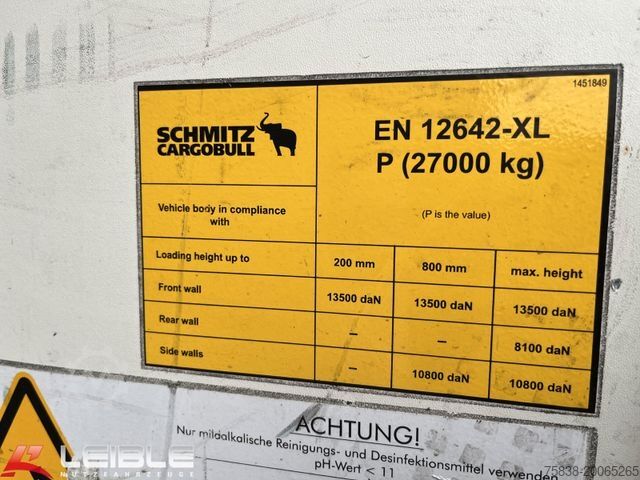 1451849
SCHMITZ
CARGOBULL
EN 12642-XL
P (27000 kg)
Vehicle body in compliance
with
(P is the value)
Loading height up to 200 mm 800 mm max. height
Front wall 13500 daN 13500 daN 13500 daN
Rear wall – – 8100 daN
Side walls – 10800 daN 10800 daN
ACHTUNG!
Nur mildalkalische Reinigungs- und Desinfektionsmittel verwenden
pH-Wert < 11
LEIBLE
NUTZFAHRZEUGE
75838-20065265